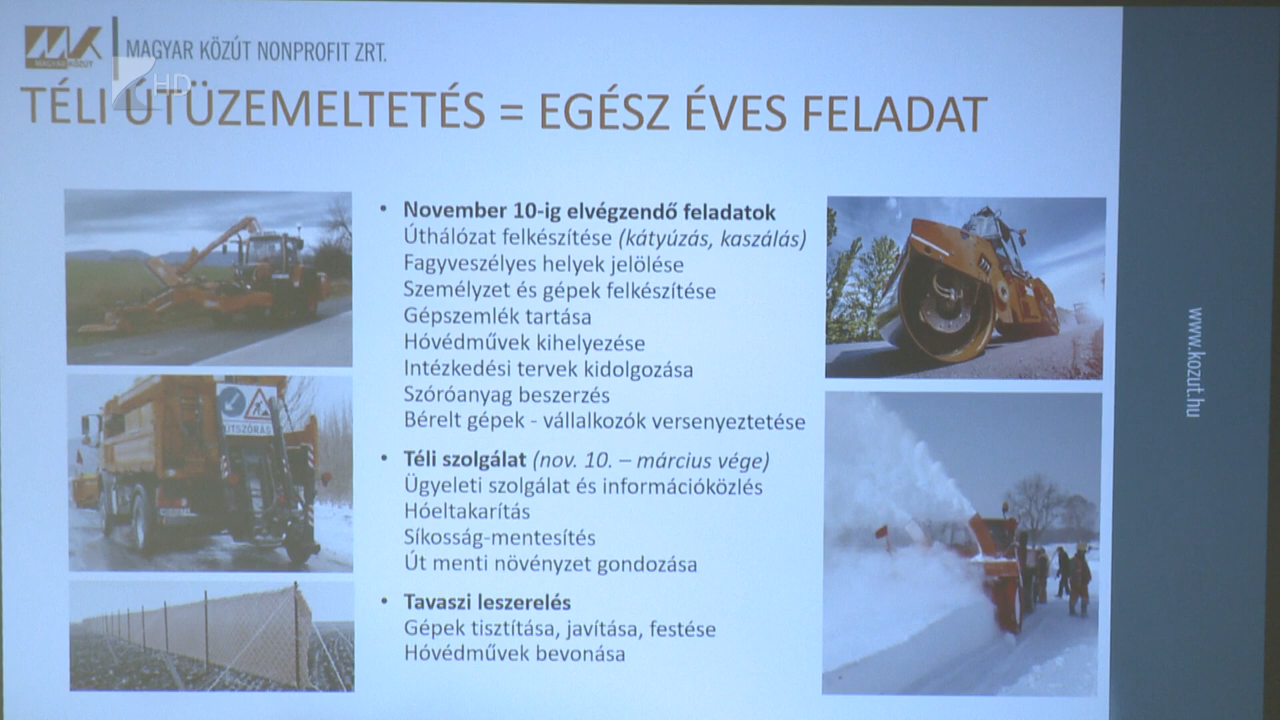 MK
MAGYAR KÖZÚT
MAGYAR KÖZÚT NONPROFIT ZRT.
HD
TÉLI ÚTÜZEMELTETÉS = EGÉSZ ÉVES FELADAT
• November 10-ig elvégzendő feladatok
Úthálózat felkészítése (kátyúzás, kaszálás)
Fagyveszélyes helyek jelölése
Személyzet és gépek felkészítése
Gépszemlék tartása
Hóvédművek kihelyezése
Intézkedési tervek kidolgozása
Szóróanyag beszerzés
Bérelt gépek - vállalkozók versenyeztetése
• Téli szolgálat (nov. 10. – március vége)
Ügyeleti szolgálat és információközlés
Hóeltakarítás
Síkosság-mentesítés
Út menti növényzet gondozása
• Tavaszi leszerelés
Gépek tisztítása, javítása, festése
Hóvédművek bevonása
ÚTSZÓRÁS
www.kozut.hu